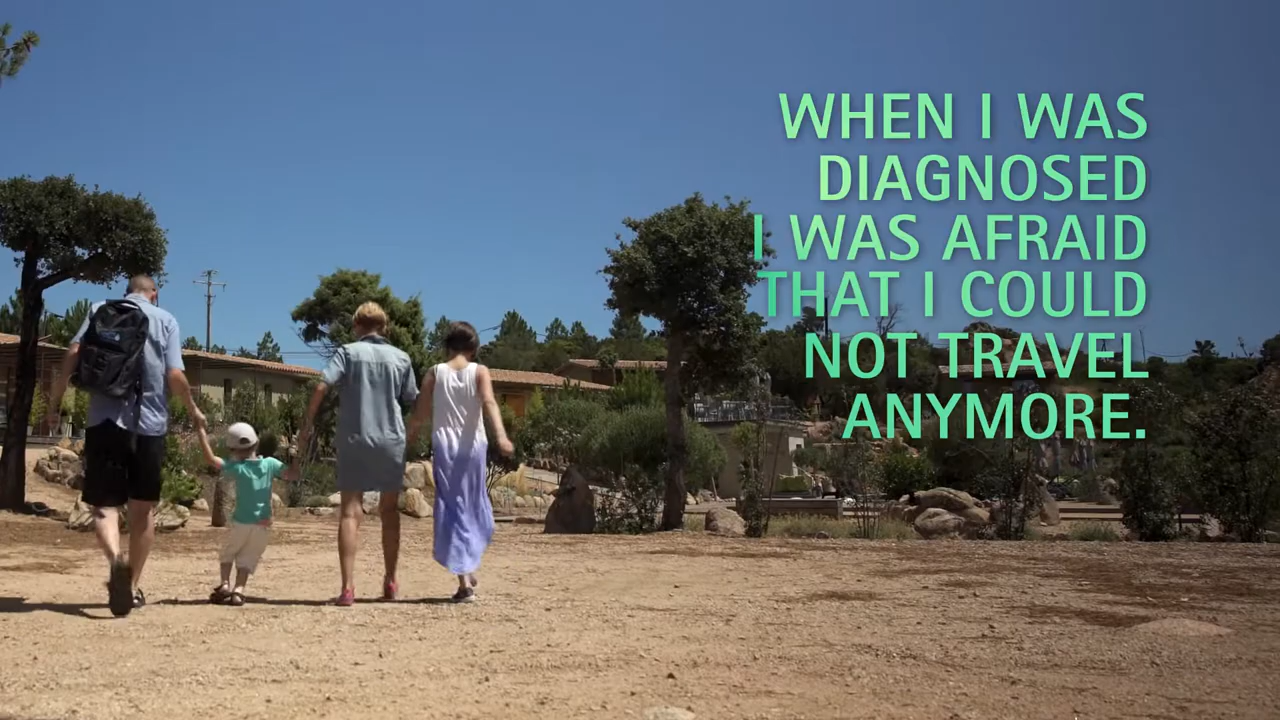 WHEN I WAS
DIAGNOSED
I WAS AFRAID
THAT I COULD
NOT TRAVEL
ANYMORE.